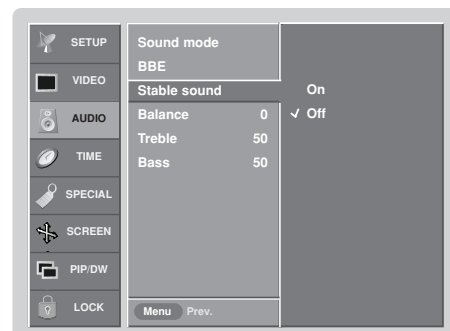 SETUP
VIDEO
AUDIO
TIME
SPECIAL
SCREEN
PIP/DW
LOCK
Sound mode
BBE
Stable sound
Balance 0
Treble 50
Bass 50
Menu Prev.
On
✓ Off